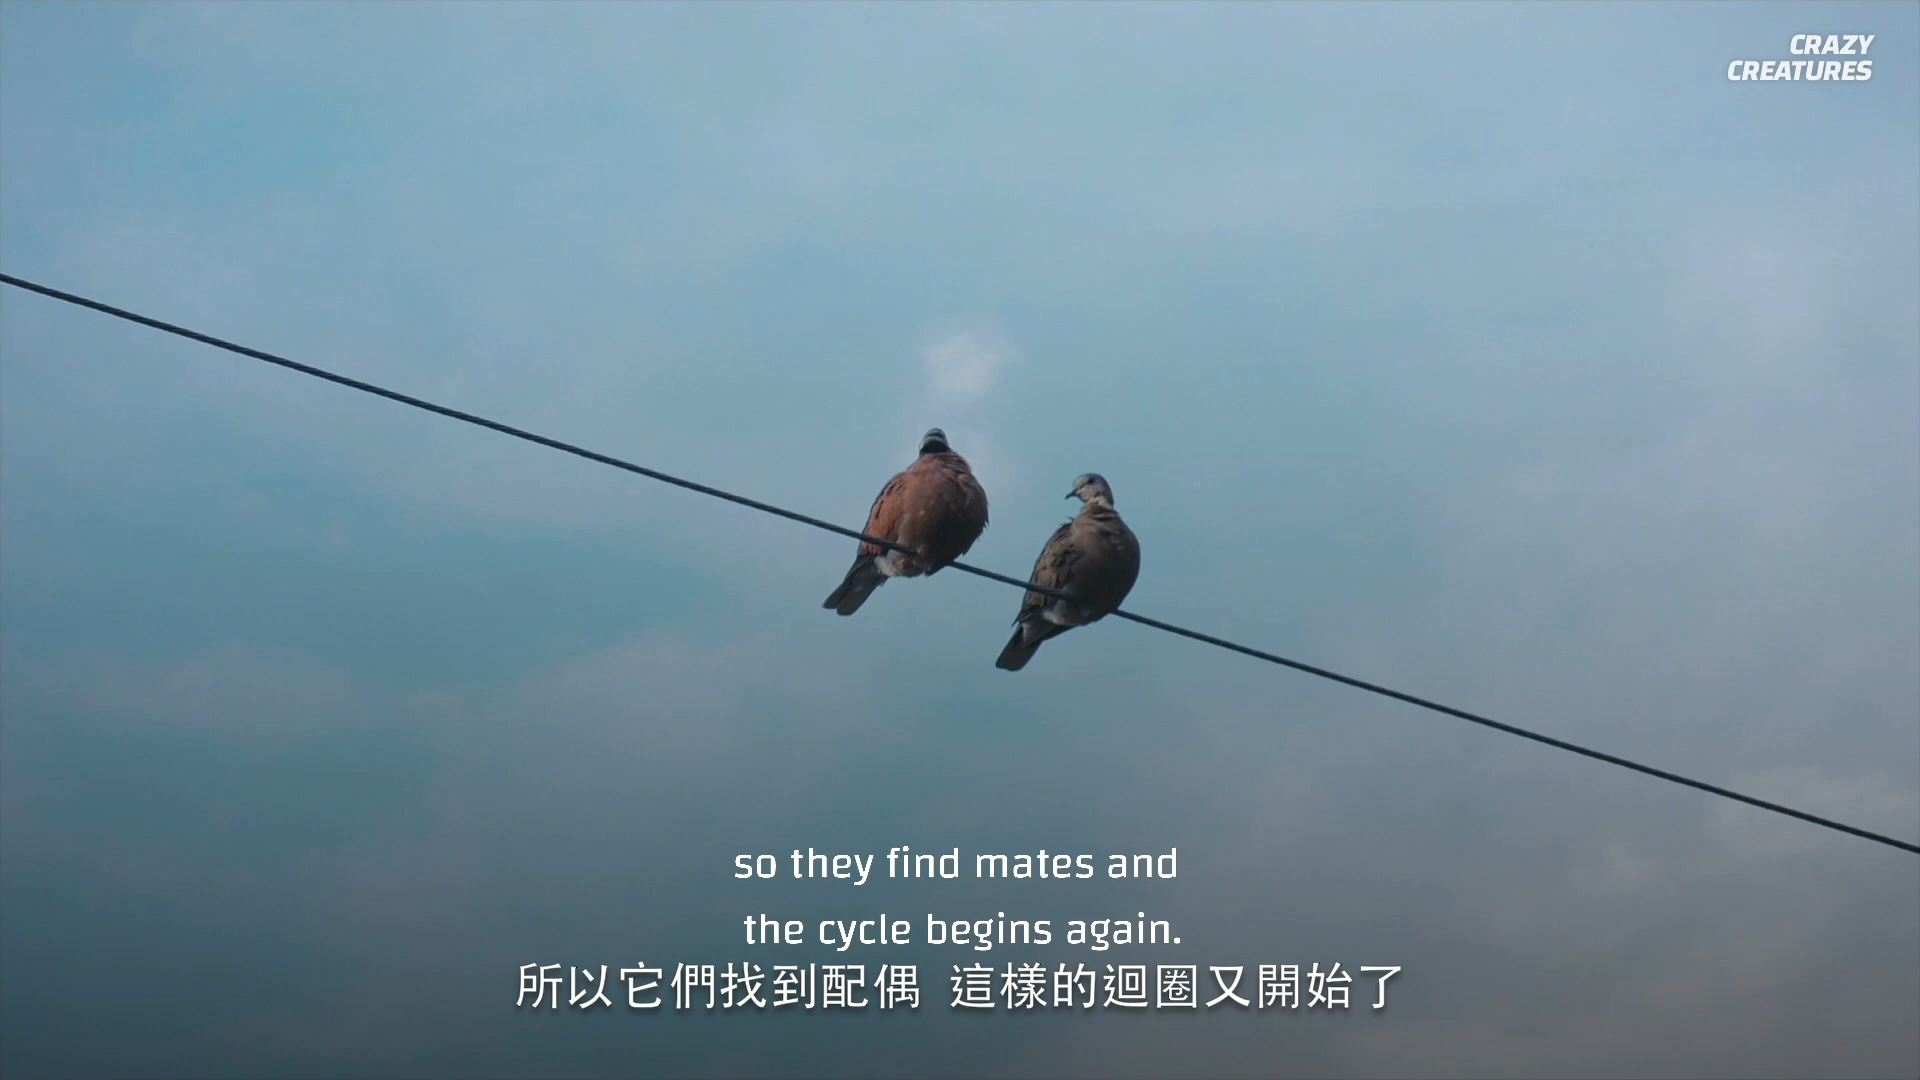 CRAZY
CREATURES
so they find mates and
the cycle begins again.
所以它們找到配偶 這樣的迴圈又開始了